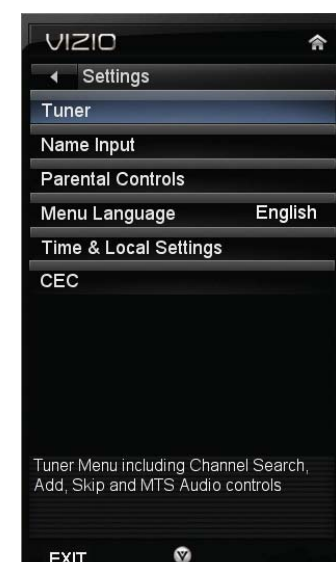 VIZIO
Settings
Tuner
Name Input
Parental Controls
Menu Language English
Time & Local Settings
CEC
Tuner Menu including Channel Search,
Add, Skip and MTS Audio controls
EXIT